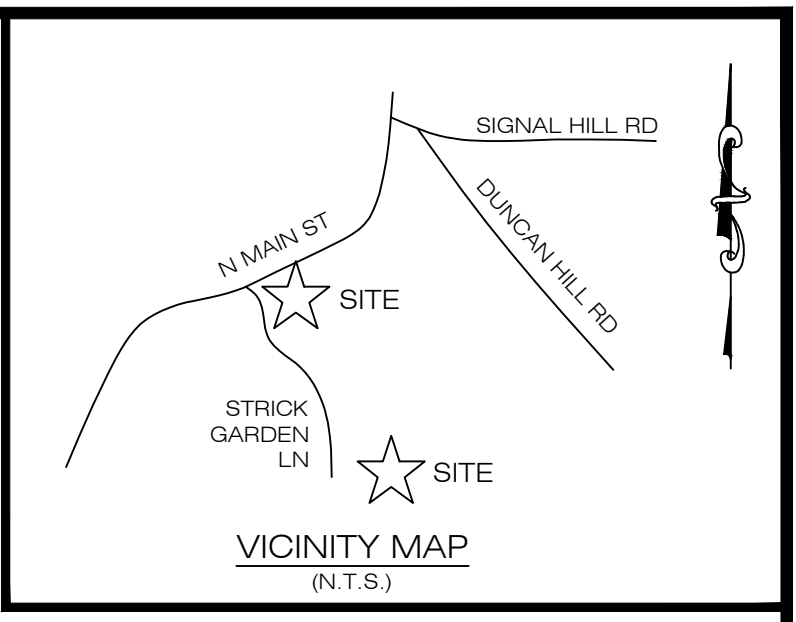 SIGNAL HILL RD
DUNCAN HILL RD
N MAIN ST
SITE
STRICK
GARDEN
LN
SITE
VICINITY MAP
(N.T.S.)